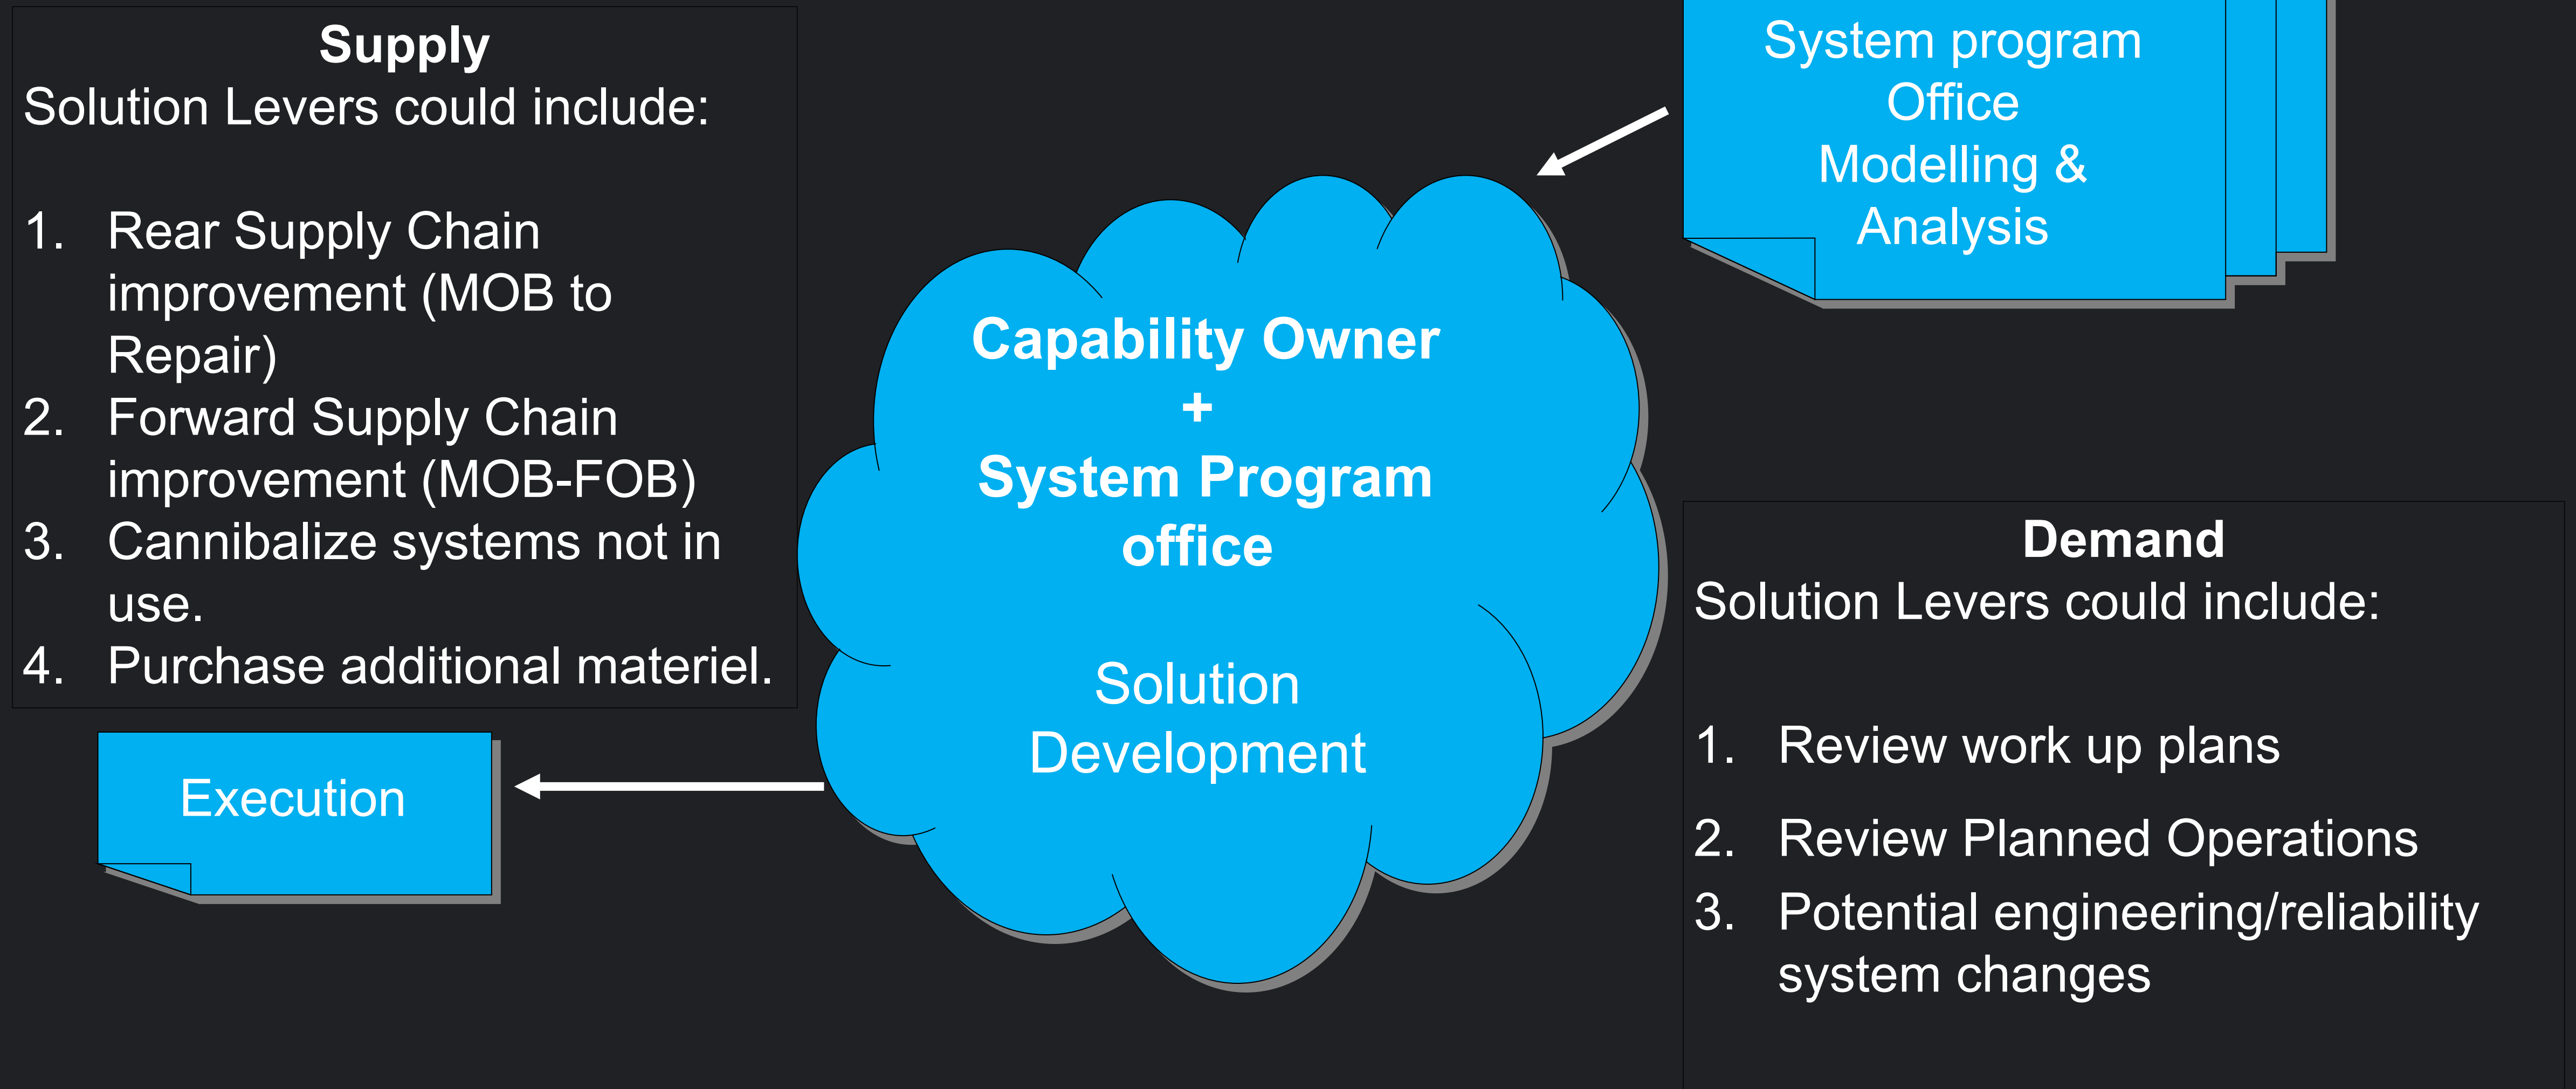 Supply
Solution Levers could include:
1. Rear Supply Chain
improvement (MOB to
Repair)
2. Forward Supply Chain
improvement (MOB-FOB)
3. Cannibalize systems not in
use.
4. Purchase additional materiel.
Execution
Capability Owner
+
System Program
office
Solution
Development
System program
Office
Modelling &
Analysis
Demand
Solution Levers could include:
1. Review work up plans
2. Review Planned Operations
3. Potential engineering/reliability
system changes